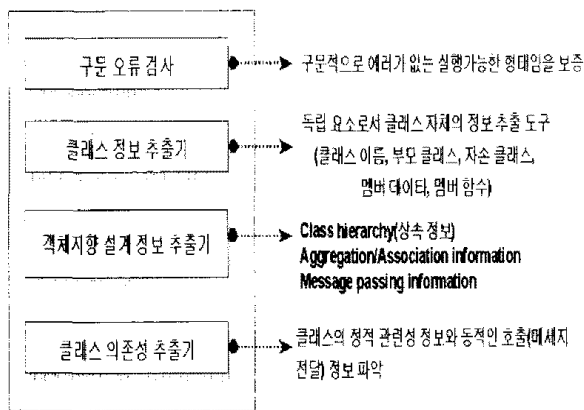 구문 오류 검사
구문적으로 에러가 없는 실행가능한 형태임을 보증
클래스 정보 추출기
독립 요소로서 클래스 자체의 정보 추출 도구
(클래스 이름, 부모 클래스, 자손 클래스,
멤버 데이타, 멤버 함수)
객체지향 설계 정보 추출기
Class hierarchy(상속 정보)
Aggregation/Association information
Message passing information
클래스 의존성 추출기
클래스의 정적 관련성 정보와 동적인 호출(메세지
전달) 정보 파악